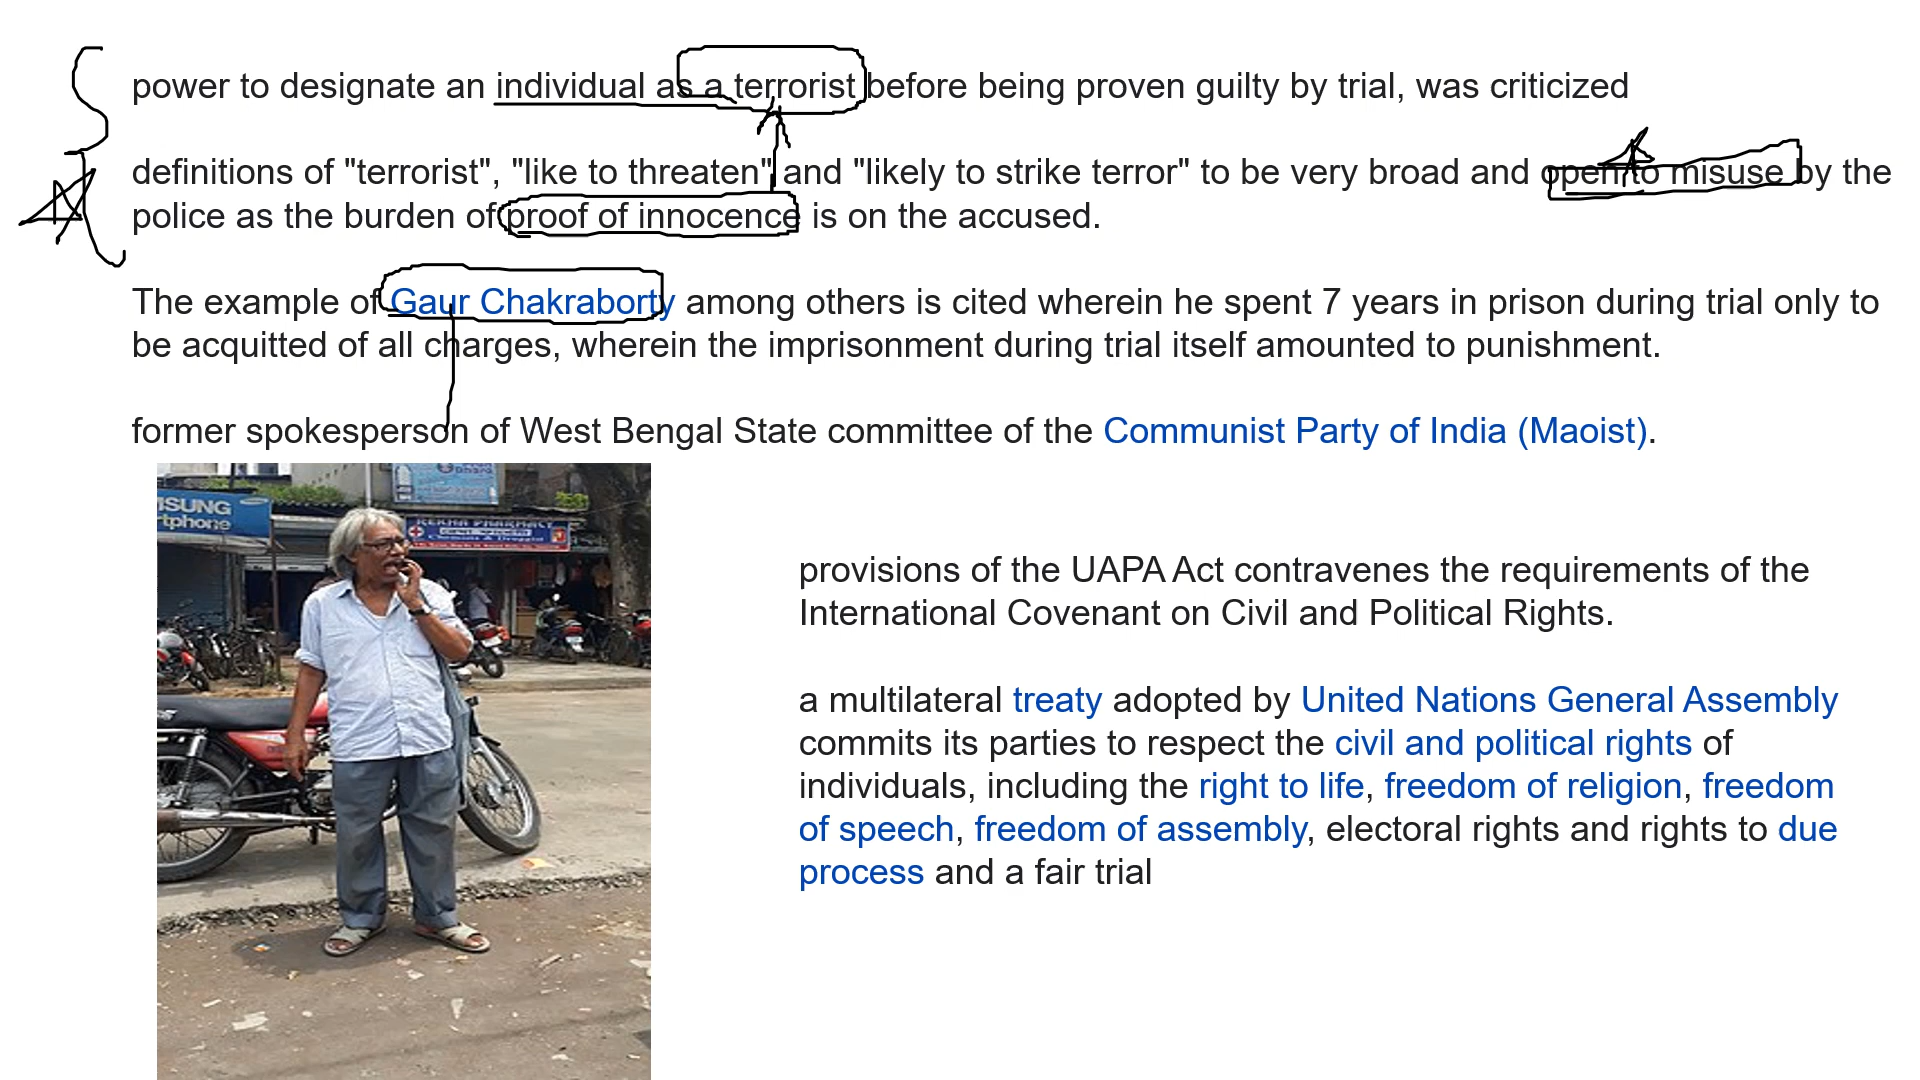 power to designate an individual as a terrorist before being proven guilty by trial, was criticized
definitions of "terrorist", "like to threaten" and "likely to strike terror" to be very broad and open to misuse by the
police as the burden of proof of innocence is on the accused.
The example of Gaur Chakraborty among others is cited wherein he spent 7 years in prison during trial only to
be acquitted of all charges, wherein the imprisonment during trial itself amounted to punishment.
former spokesperson of West Bengal State committee of the Communist Party of India (Maoist).
SUNG
tphone
REKHA PHARMACY
Chemists & Druggist
provisions of the UAPA Act contravenes the requirements of the
International Covenant on Civil and Political Rights.
a multilateral treaty adopted by United Nations General Assembly
commits its parties to respect the civil and political rights of
individuals, including the right to life, freedom of religion, freedom
of speech, freedom of assembly, electoral rights and rights to due
process and a fair trial